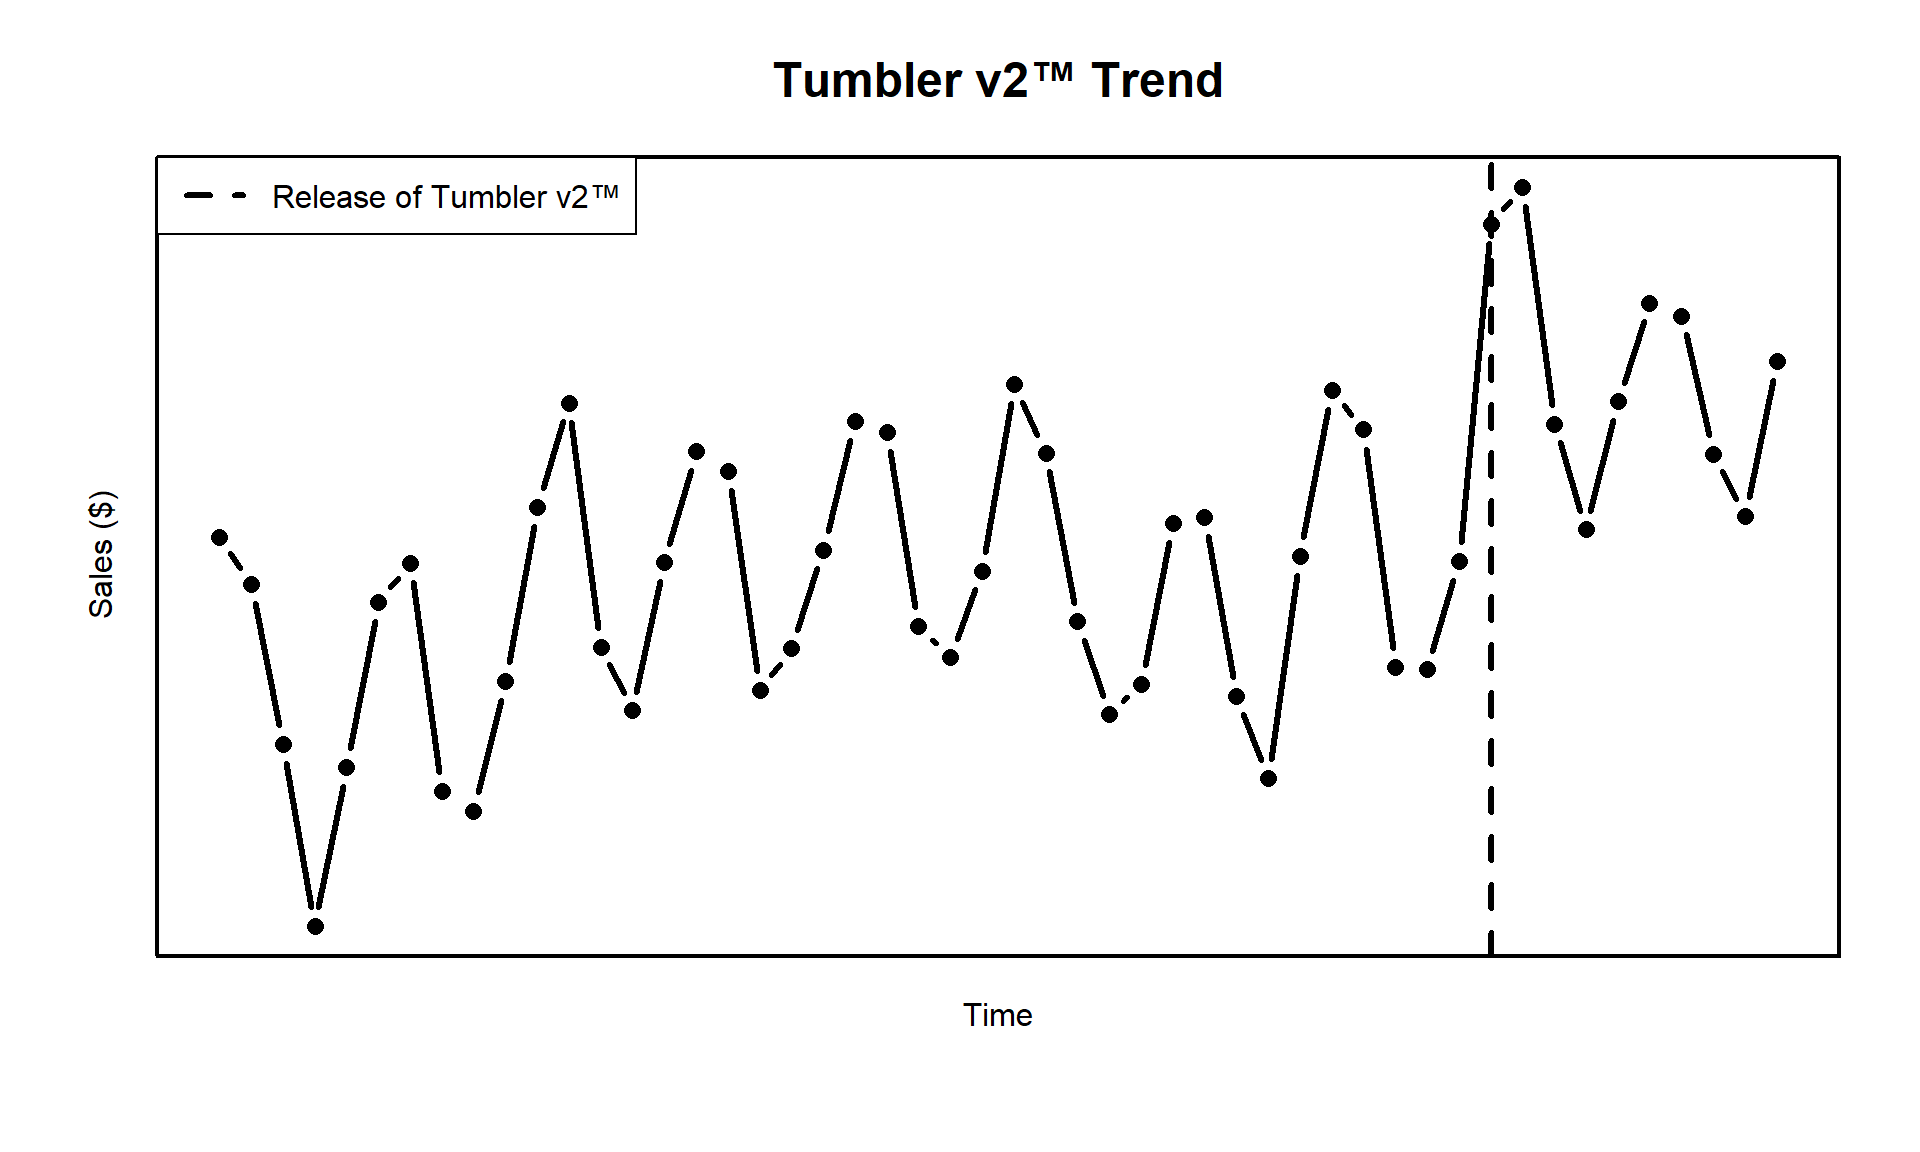 Tumbler v2™ Trend
Release of Tumbler v2™
Sales ($)
Time